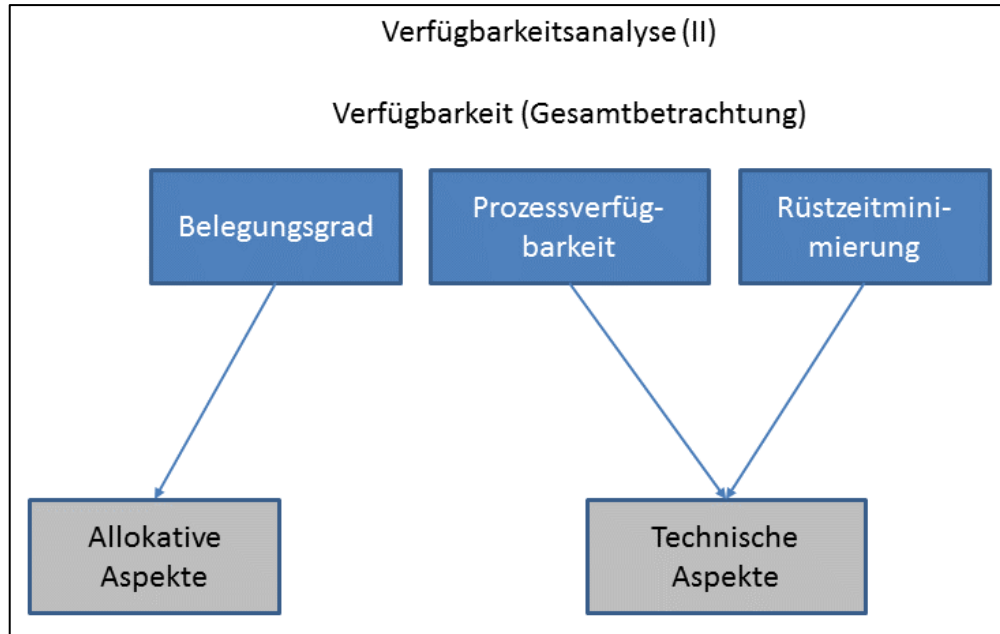 Verfügbarkeitsanalyse (II)
Verfügbarkeit (Gesamtbetrachtung)
Belegungsgrad
Prozessverfüg-
barkeit
Rüstzeitmini-
mierung
Allokative
Aspekte
Technische
Aspekte